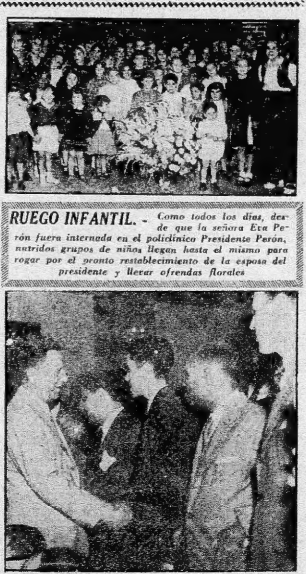 RUEGO INFANTIL. - Como todos los días, des-
de que la señora Eva Pe-
rón fuera internada en el policlínico Presidente Perón,
nutridos grupos de niños llegan hasta el mismo para
rogar por el pronto restablecimiento de la esposa del
presidente y llevar ofrendas florales